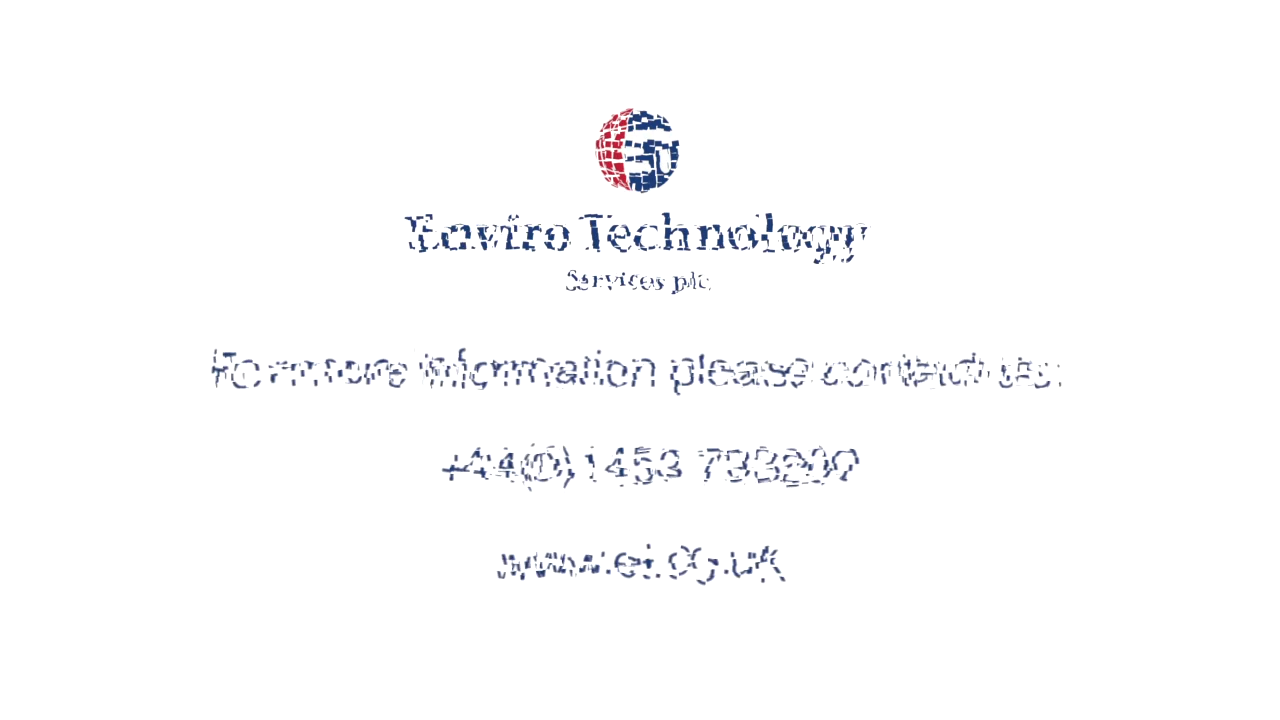 Enviro Technology
Services plc
For more information please contact us:
+44(0) 1453 733200
www.et.co.uk